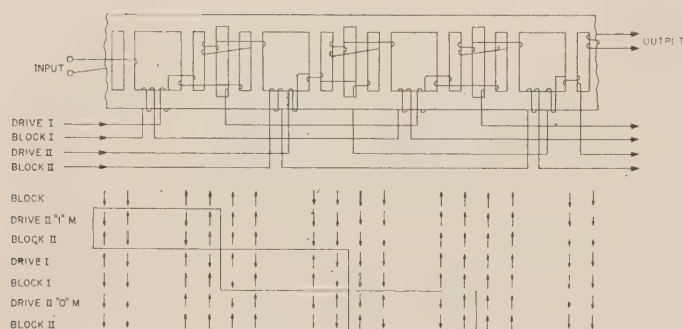 INPUT
OUTPUT
DRIVE I
BLOCK I
DRIVE II
BLOCK II
BLOCK
DRIVE II "1" M
BLOCK II
DRIVE I
BLOCK I
DRIVE II "0" M
BLOCK II